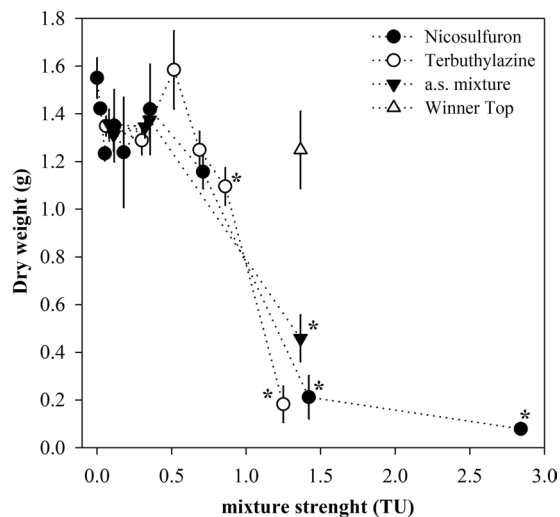 1.8
1.6
1.4
1.2
1.0
0.8
0.6
0.4
0.2
0.0
Dry weight (g)
Nicosulfuron
Terbuthylazine
a.s. mixture
Winner Top
*
*
*
*
*
0.0 0.5 1.0 1.5 2.0 2.5 3.0
mixture strenght (TU)